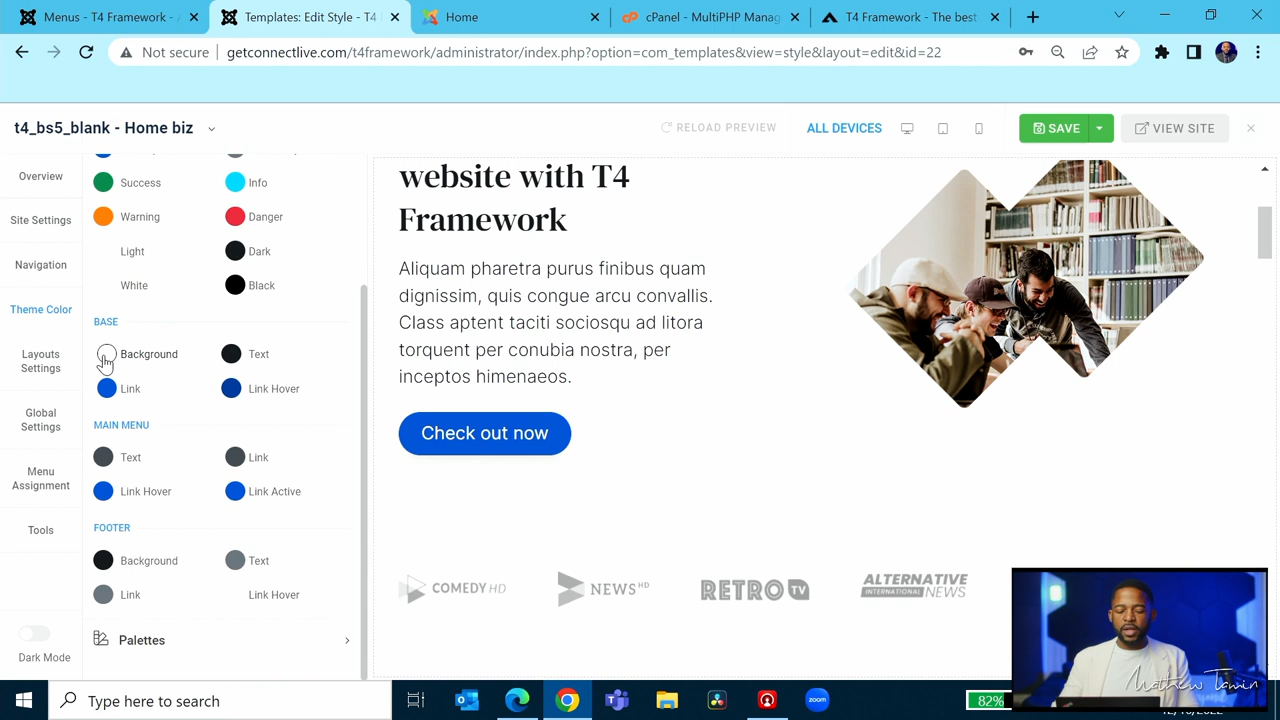 Menus - T4 Framework - A
Templates: Edit Style - T4
Home
cPanel - MultiPHP Manag
T4 Framework - The best
Not secure
getconnectlive.com/t4framework/administrator/index.php?option=com_templates&view=style&layout=edit&id=22
t4_bs5_blank - Home biz
RELOAD PREVIEW
ALL DEVICES
SAVE
VIEW SITE
Overview
Site Settings
Navigation
Theme Color
Layouts
Settings
Global
Settings
Menu
Assignment
Tools
Dark Mode
Success
Info
Warning
Danger
Light
Dark
White
Black
BASE
Background
Text
Link
Link Hover
MAIN MENU
Text
Link
Link Hover
Link Active
FOOTER
Background
Text
Link
Link Hover
Palettes
website with T4
Framework
Aliquam pharetra purus finibus quam
dignissim, quis congue arcu convallis.
Class aptent taciti sociosqu ad litora
torquent per conubia nostra, per
inceptos himenaeos.
Check out now
COMEDY HD
NEWS HD
RETRO TV
ALTERNATIVE
INTERNATIONAL NEWS
Mathew Tamin
Type here to search
zoom
82%